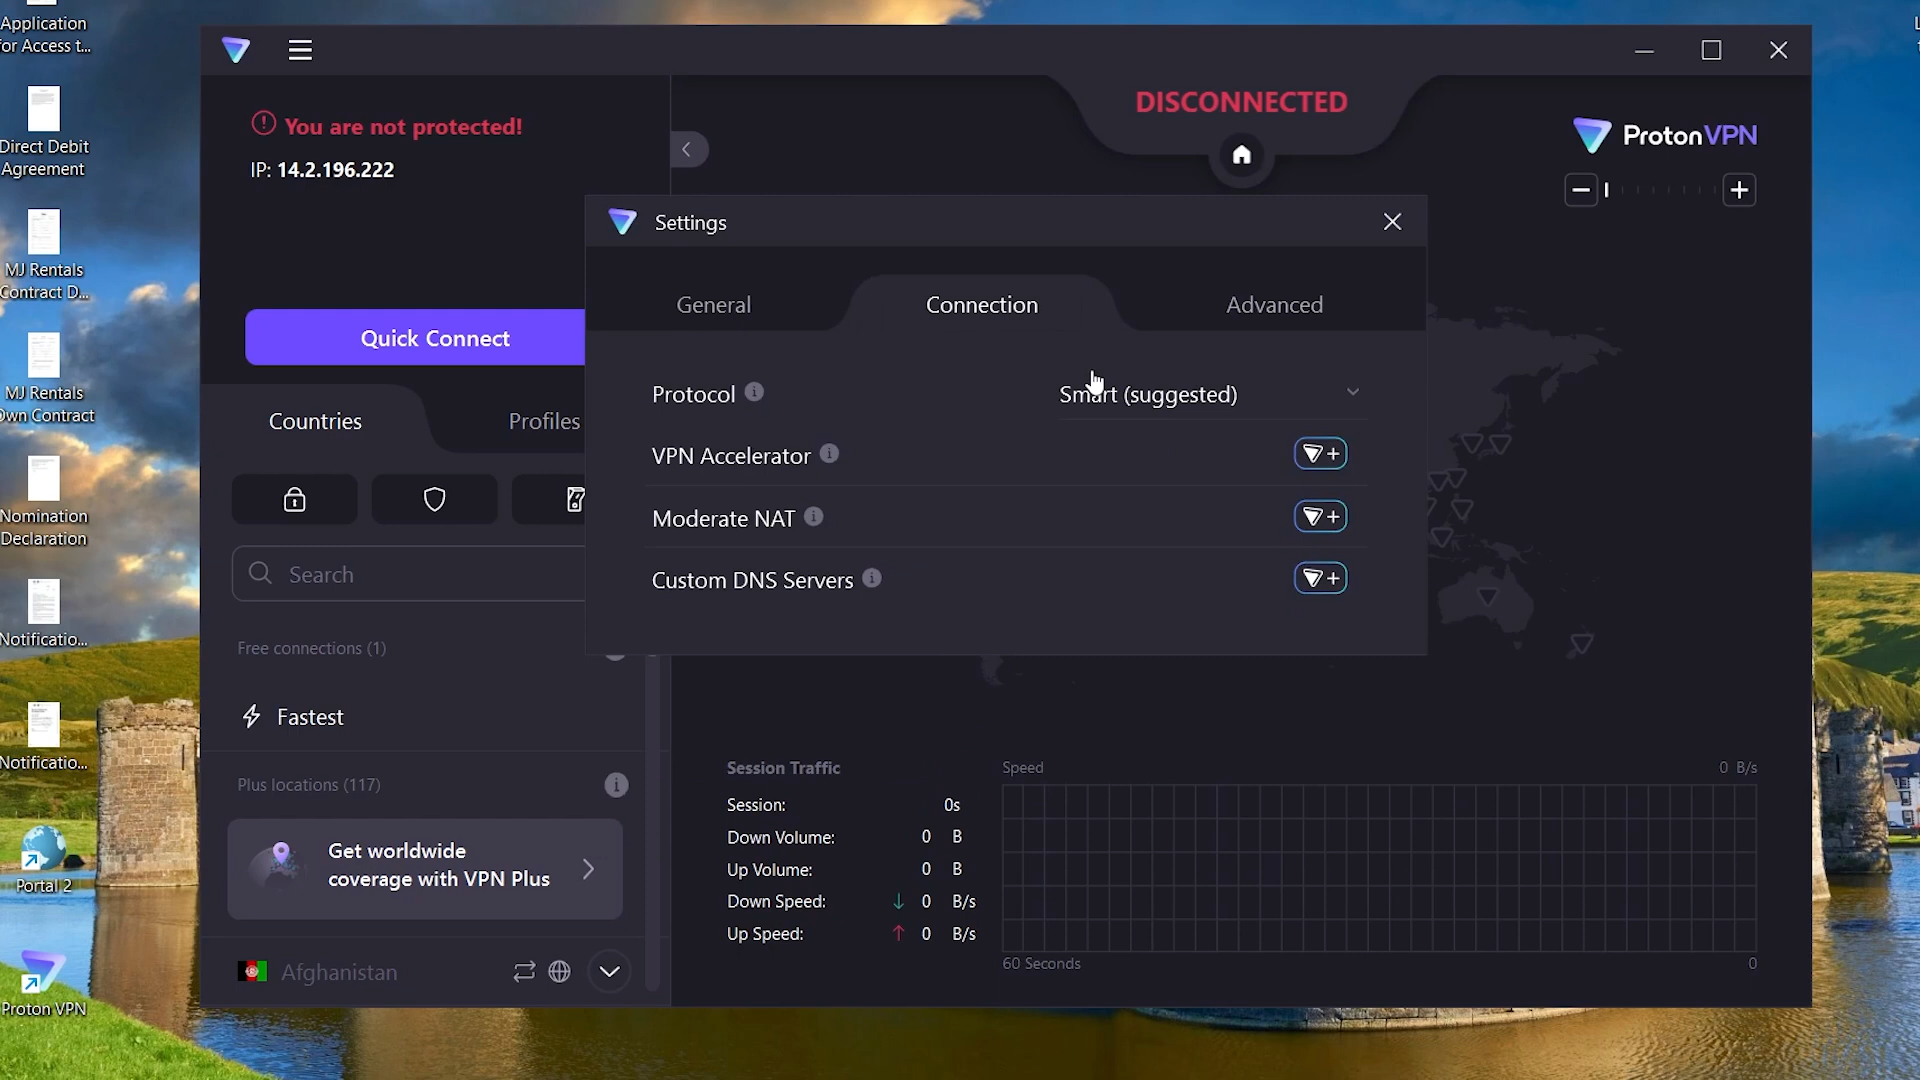 Application
for Access t...
Direct Debit
Agreement
MJ Rentals
Contract D...
MJ Rentals
Own Contract
Nomination
Declaration
Notificatio...
Notificatio...
Portal 2
Proton VPN
You are not protected!
IP: 14.2.196.222
Quick Connect
Countries
Profiles
Search
Free connections (1)
Fastest
Plus locations (117)
Get worldwide
coverage with VPN Plus
Afghanistan
DISCONNECTED
ProtonVPN
Settings
General
Connection
Advanced
Protocol
Smart (suggested)
VPN Accelerator
Moderate NAT
Custom DNS Servers
Session Traffic
Session: 0s
Down Volume: 0 B
Up Volume: 0 B
Down Speed: 0 B/s
Up Speed: 0 B/s
Speed
0 B/s
60 Seconds
0